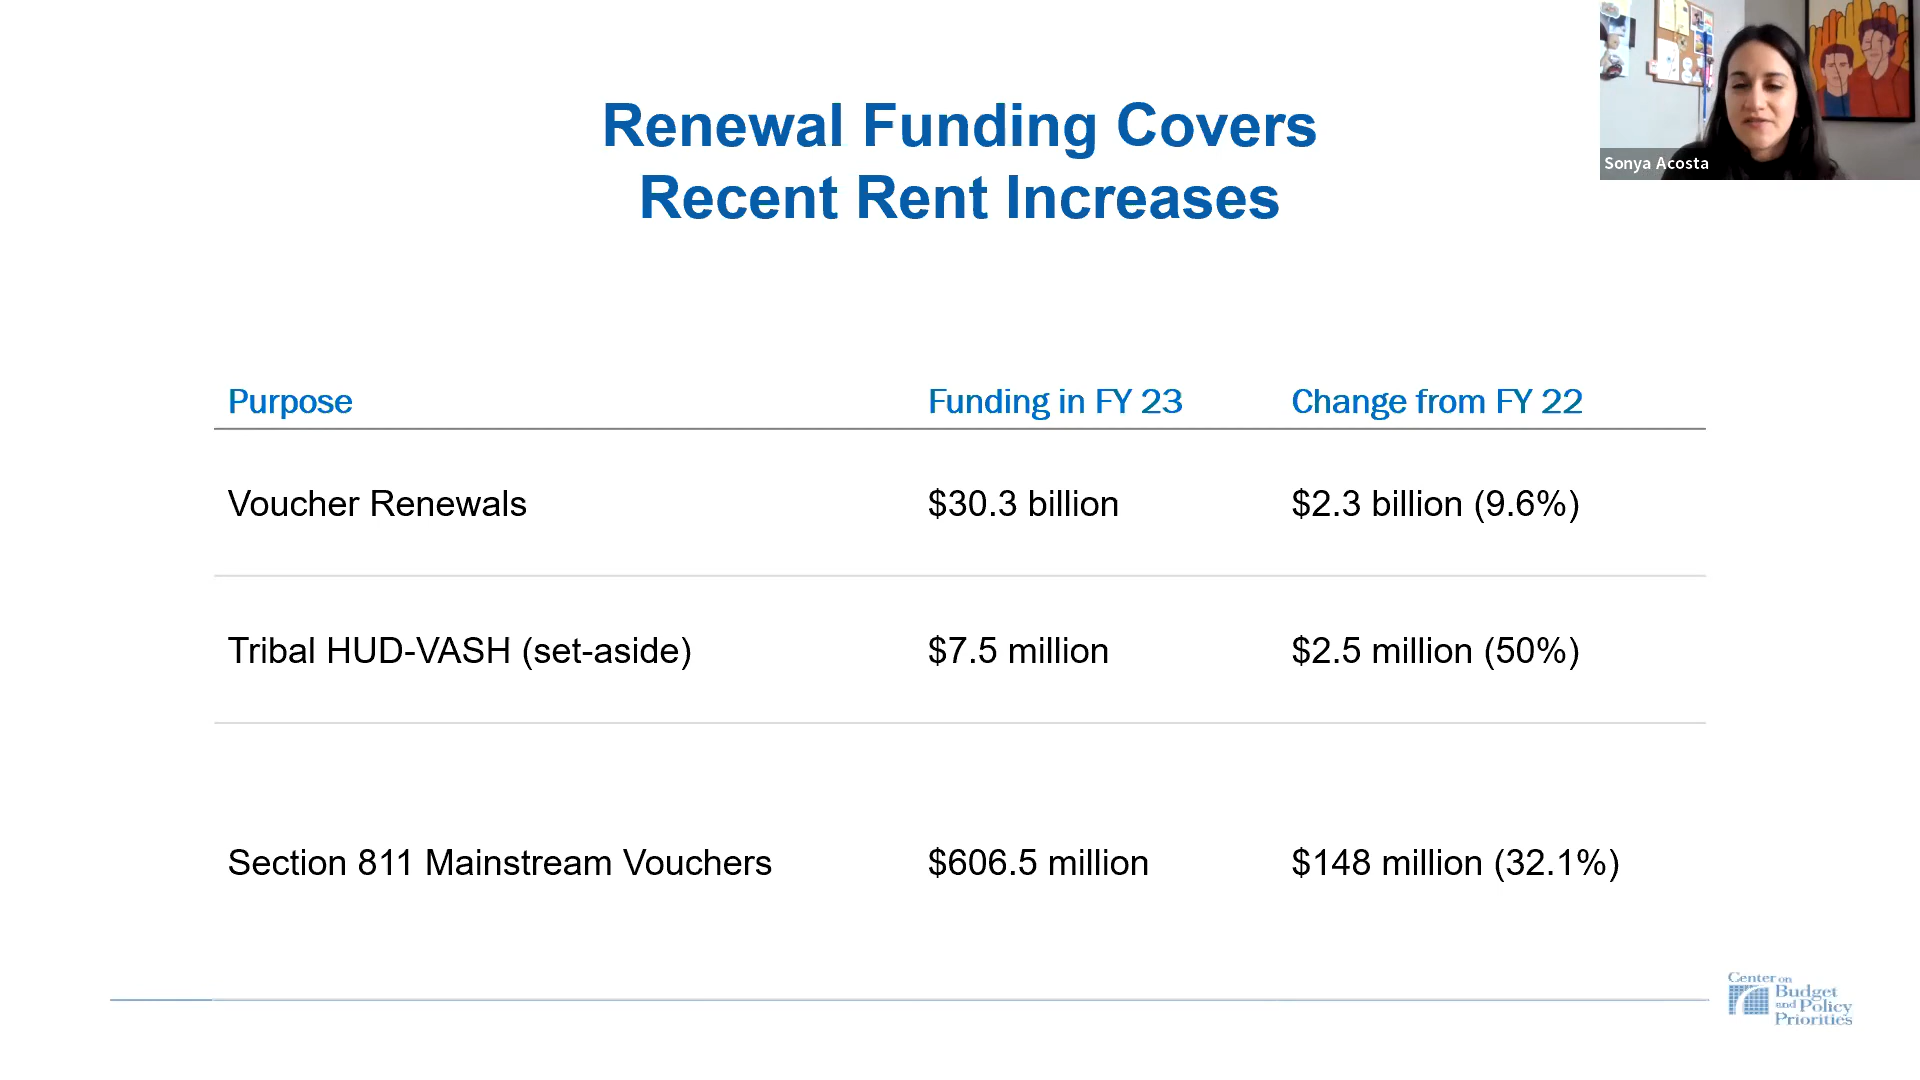 Renewal Funding Covers
Recent Rent Increases
Sonya Acosta
Purpose Funding in FY 23 Change from FY 22
Voucher Renewals $30.3 billion $2.3 billion (9.6%)
Tribal HUD-VASH (set-aside) $7.5 million $2.5 million (50%)
Section 811 Mainstream Vouchers $606.5 million $148 million (32.1%)
Center on
Budget
and Policy
Priorities